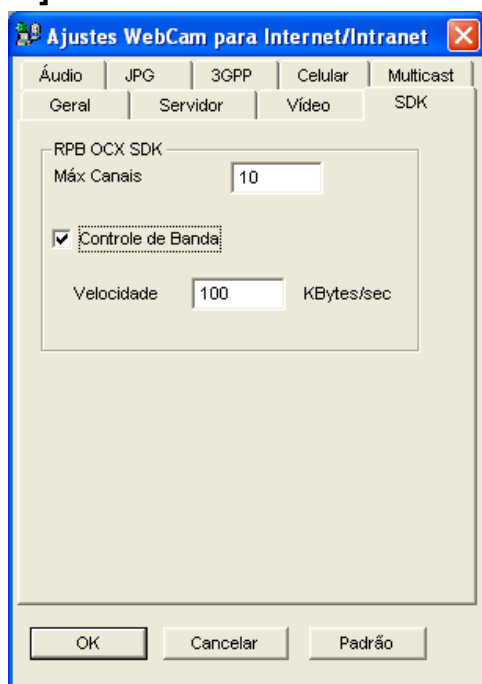 Ajustes WebCam para Internet/Intranet
Áudio JPG 3GPP Celular Multicast
Geral Servidor Vídeo SDK
RPB OCX SDK
Máx Canais 10
Controle de Banda
Velocidade 100 KBytes/sec
OK Cancelar Padrão